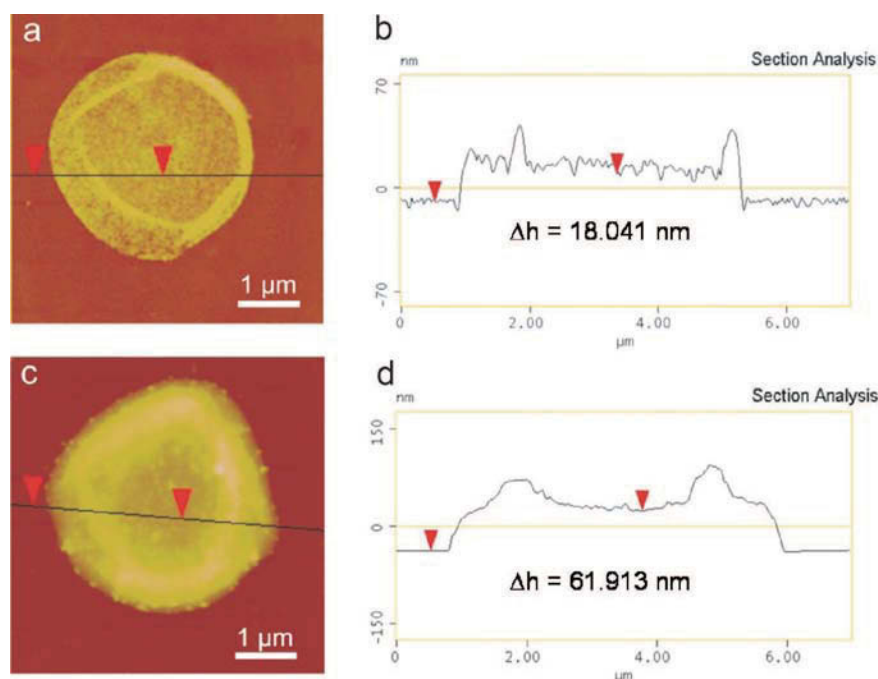 a
1 μm
b
nm
Section Analysis
70
0
-70
Δh = 18.041 nm
0
2.00
4.00
6.00
μm
c
1 μm
d
nm
Section Analysis
150
0
-150
Δh = 61.913 nm
0
2.00
4.00
6.00
μm